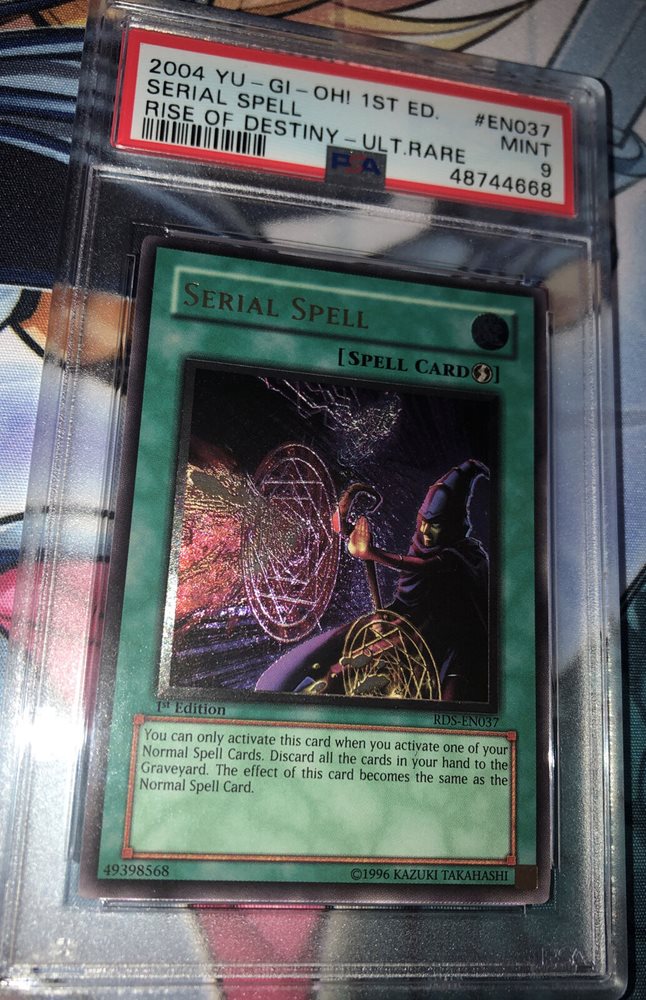 2004 YU-GI-OH! 1ST ED. #EN037
SERIAL SPELL MINT
RISE OF DESTINY-ULT.RARE 9
PSA 48744668
SERIAL SPELL
[SPELL CARD]
1st Edition RDS-EN037
You can only activate this card when you activate one of your
Normal Spell Cards. Discard all the cards in your hand to the
Graveyard. The effect of this card becomes the same as the
Normal Spell Card.
49398568 ©1996 KAZUKI TAKAHASHI